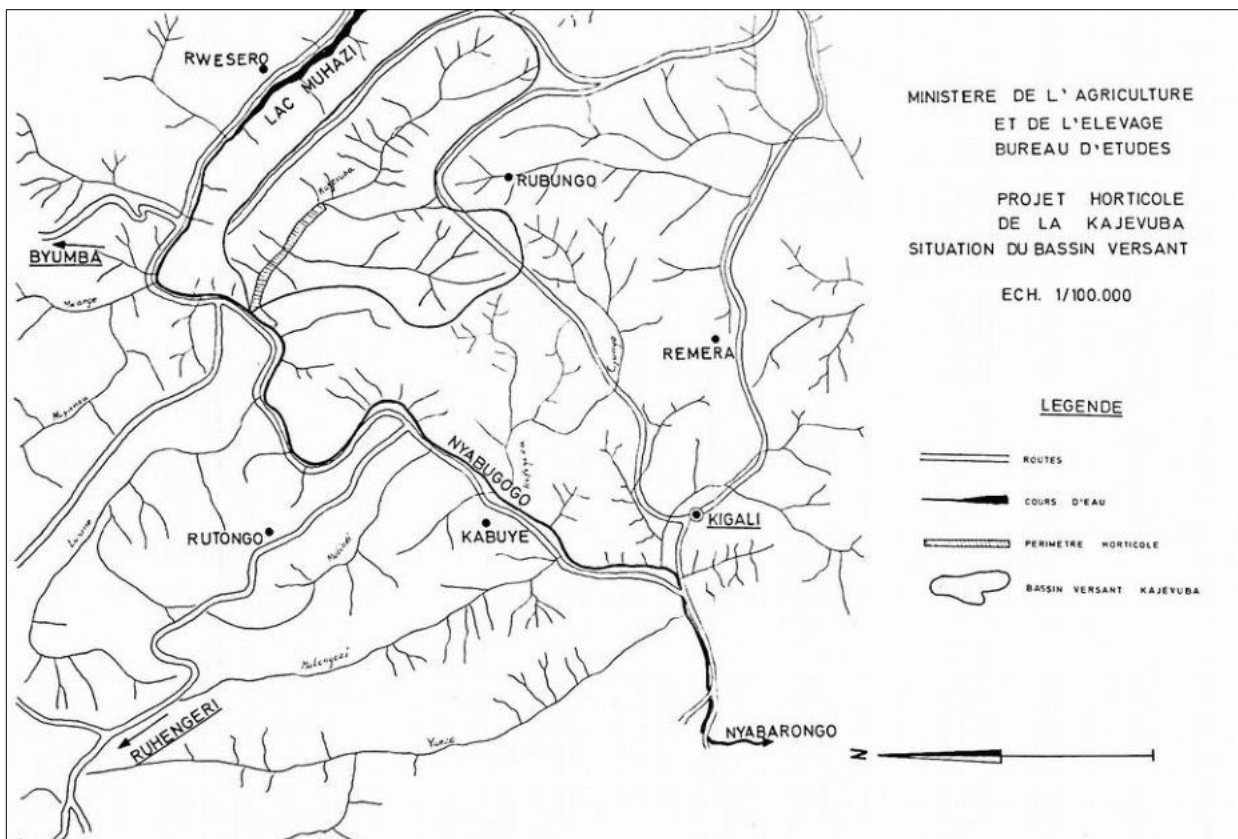 MINISTERE DE L'AGRICULTURE
ET DE L'ELEVAGE
BUREAU D'ETUDES
PROJET HORTICOLE
DE LA KAJEVUBA
SITUATION DU BASSIN VERSANT
ECH. 1/100.000
LEGENDE
ROUTES
COURS D'EAU
PERIMETRE HORTICOLE
BASSIN VERSANT KAJEVUBA
RWESERO
LAC MUHAZI
RUBUNGO
BYUMBA
REMERA
NYABUGOGO
KIGALI
RUTONGO
KABUYE
RUHENGERI
NYABARONGO
N